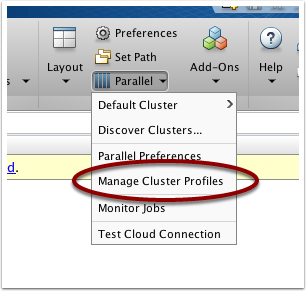 Preferences
Layout
Set Path
Add-Ons
Help
Parallel
s
Default Cluster
Discover Clusters...
d.
Parallel Preferences
Manage Cluster Profiles
Monitor Jobs
Test Cloud Connection